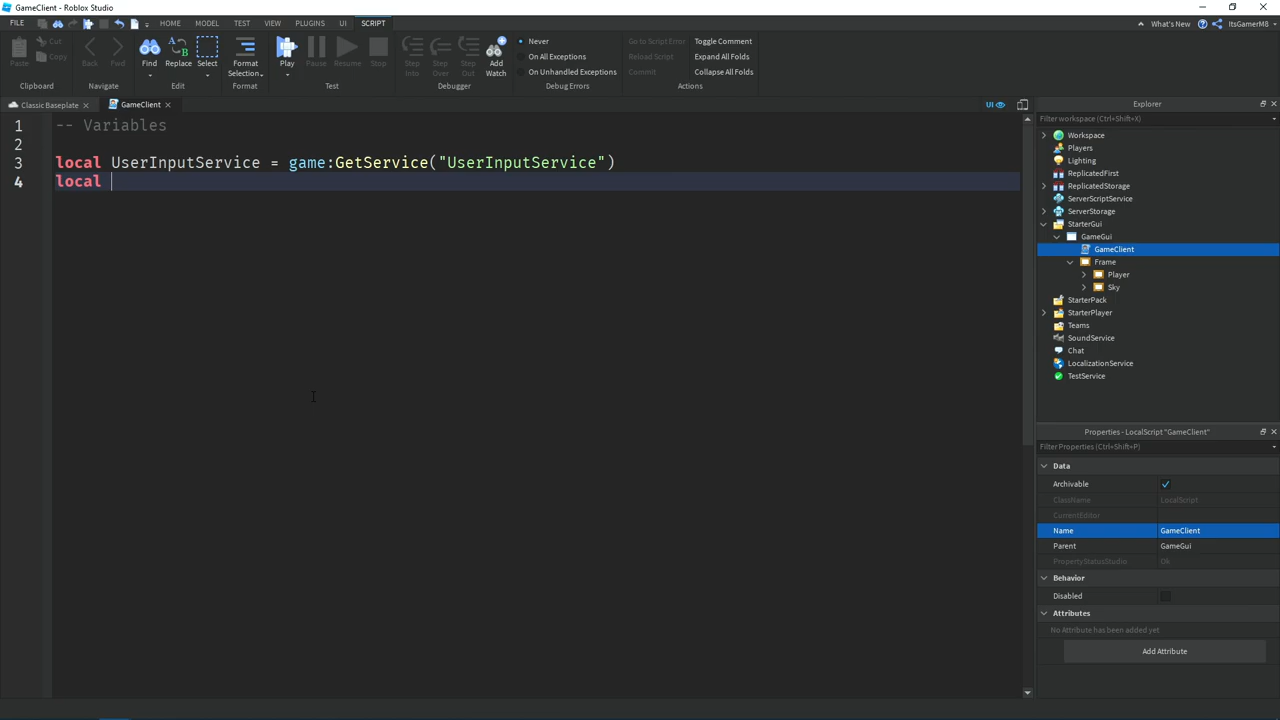 GameClient - Roblox Studio
FILE HOME MODEL TEST VIEW PLUGINS UI SCRIPT What's New ItsGamerM8
Paste Cut Copy Back Fwd Find Replace Select Format Selection... Play Pause Resume Stop Step Into Step Over Step Out Add Watch
Never
On All Exceptions
On Unhandled Exceptions
Go to Script Error
Reload Script
Commit
Toggle Comment
Expand All Folds
Collapse All Folds
Clipboard Navigate Edit Format Test Debugger Debug Errors Actions
Classic Baseplate GameClient UI
1 -- Variables
2
3 local UserInputService = game:GetService("UserInputService")
4 local
Explorer
Filter workspace (Ctrl+Shift+X)
Workspace
Players
Lighting
ReplicatedFirst
ReplicatedStorage
ServerScriptService
ServerStorage
StarterGui
GameGui
GameClient
Frame
Player
Sky
StarterPack
StarterPlayer
Teams
SoundService
Chat
LocalizationService
TestService
Properties - LocalScript "GameClient"
Filter Properties (Ctrl+Shift+P)
Data
Archivable
ClassName LocalScript
CurrentEditor
Name GameClient
Parent GameGui
PropertyStatusStudio Ok
Behavior
Disabled
Attributes
No Attribute has been added yet
Add Attribute